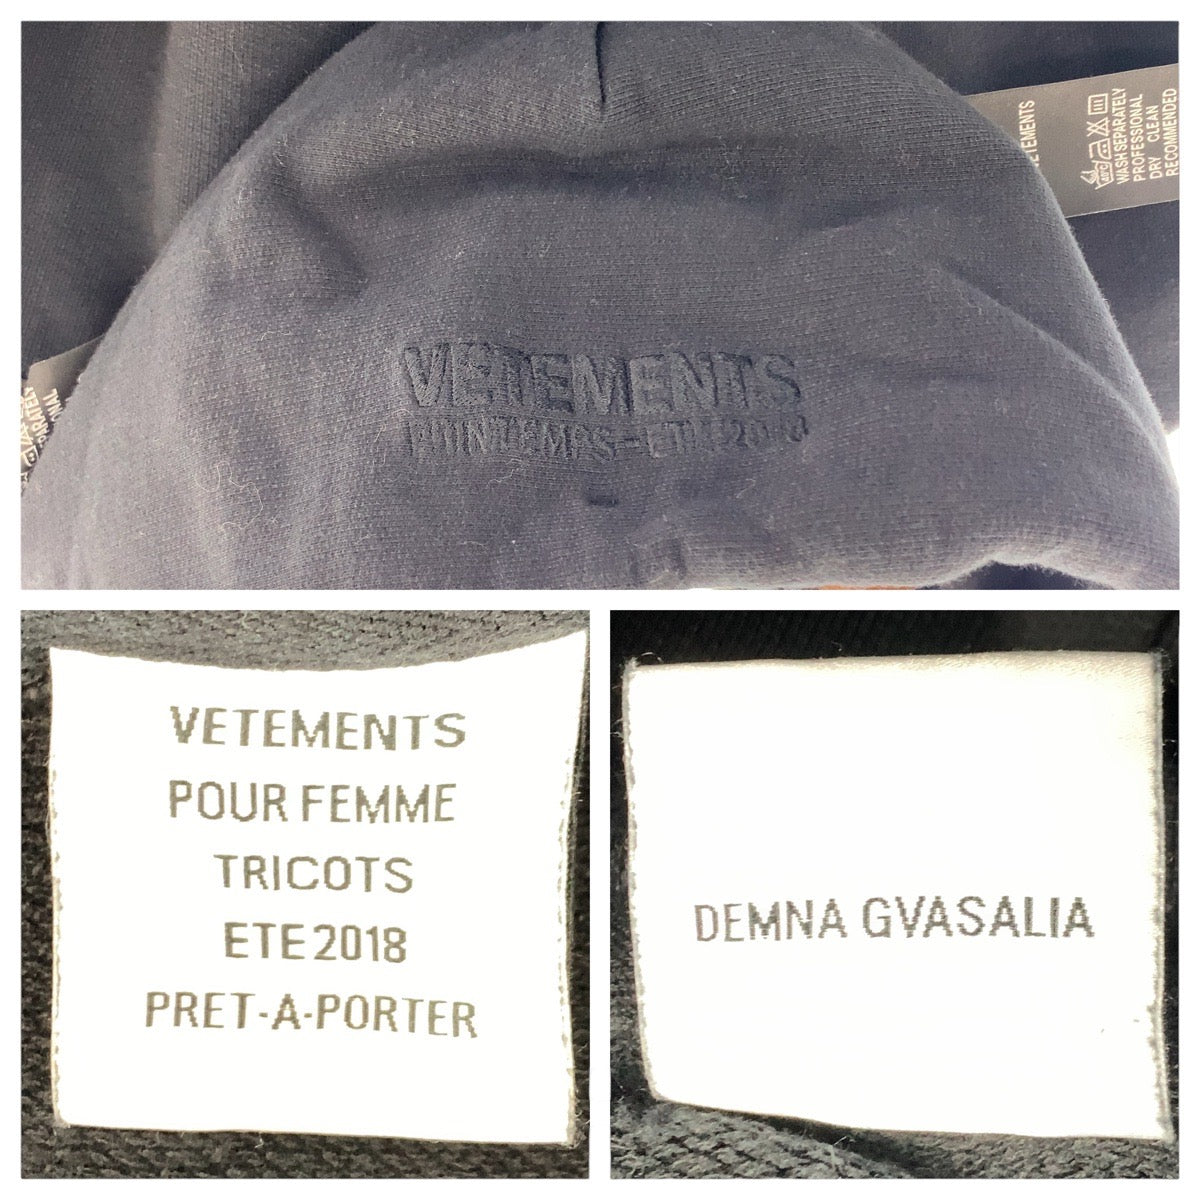 VETEMENTS
WASH SEPARATELY
PROFESSIONAL
DRY CLEAN
RECOMMENDED
VETEMENTS
PRINTEMPS-ETE 2018
VETEMENTS
POUR FEMME
TRICOTS
ETE 2018
PRET-A-PORTER
DEMNA GVASALIA